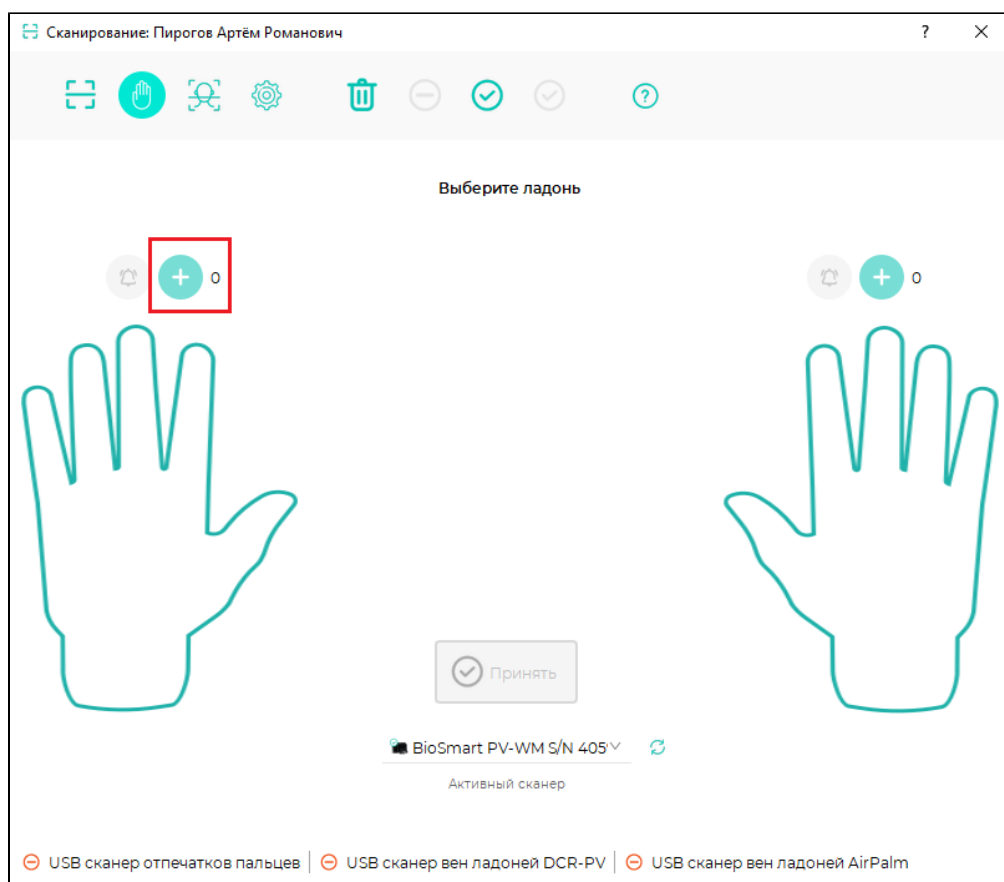 Сканирование: Пирогов Артём Романович
Выберите ладонь
0
0
Принять
BioSmart PV-WM S/N 405
Активный сканер
USB сканер отпечатков пальцев | USB сканер вен ладоней DCR-PV | USB сканер вен ладоней AirPalm